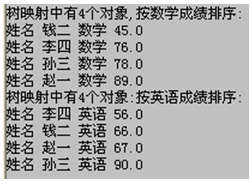 树映射中有4个对象,按数学成绩排序:
姓名 钱二 数学 45.0
姓名 李四 数学 76.0
姓名 孙三 数学 78.0
姓名 赵一 数学 89.0
树映射中有4个对象:按英语成绩排序:
姓名 李四 英语 56.0
姓名 钱二 英语 66.0
姓名 赵一 英语 67.0
姓名 孙三 英语 90.0